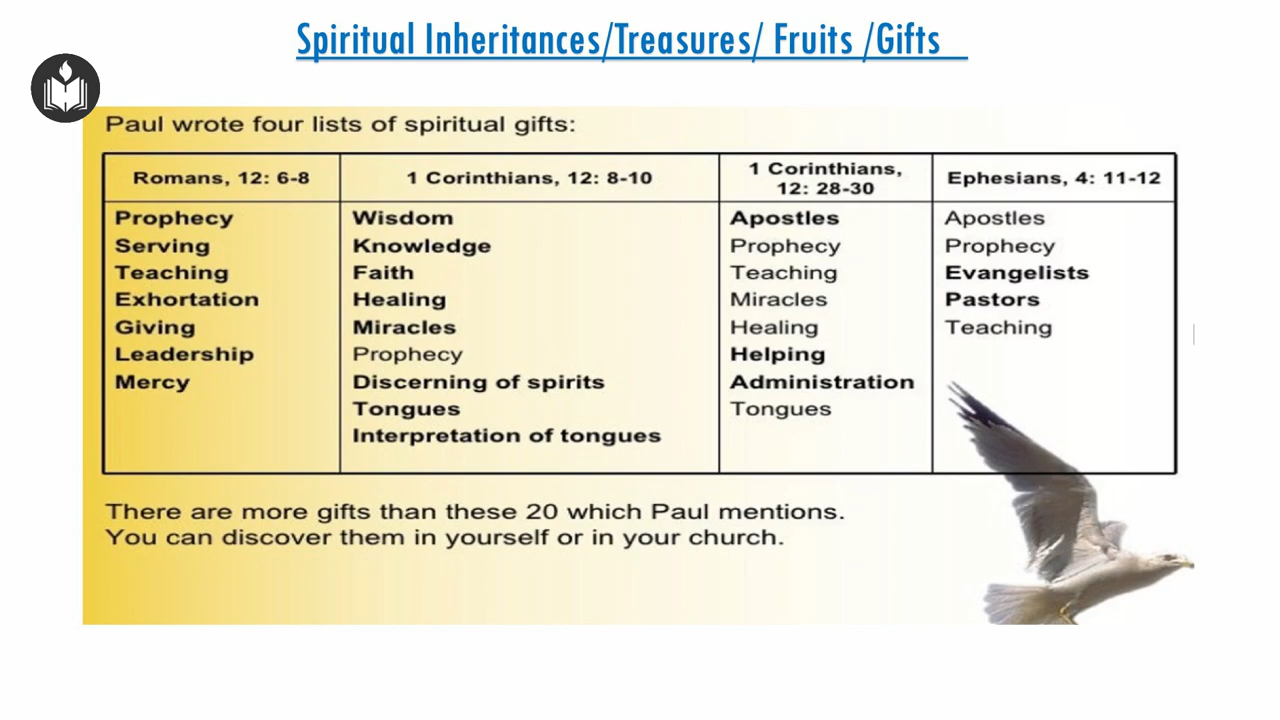 Spiritual Inheritances/Treasures/ Fruits /Gifts
Paul wrote four lists of spiritual gifts:
Romans, 12: 6-8
Prophecy
Serving
Teaching
Exhortation
Giving
Leadership
Mercy
1 Corinthians, 12: 8-10
Wisdom
Knowledge
Faith
Healing
Miracles
Prophecy
Discerning of spirits
Tongues
Interpretation of tongues
1 Corinthians,
12: 28-30
Apostles
Prophecy
Teaching
Miracles
Healing
Helping
Administration
Tongues
Ephesians, 4: 11-12
Apostles
Prophecy
Evangelists
Pastors
Teaching
There are more gifts than these 20 which Paul mentions.
You can discover them in yourself or in your church.